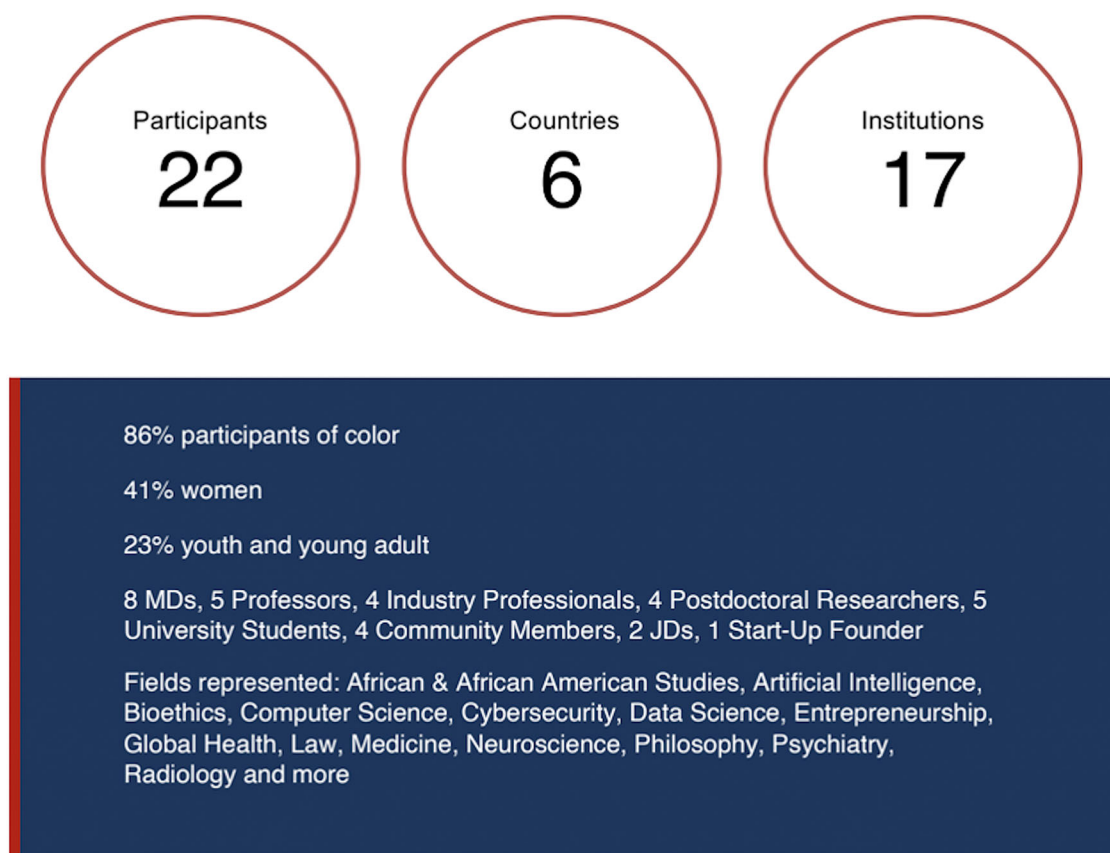 Participants
22
Countries
6
Institutions
17
86% participants of color
41% women
23% youth and young adult
8 MDs, 5 Professors, 4 Industry Professionals, 4 Postdoctoral Researchers, 5
University Students, 4 Community Members, 2 JDs, 1 Start-Up Founder
Fields represented: African & African American Studies, Artificial Intelligence,
Bioethics, Computer Science, Cybersecurity, Data Science, Entrepreneurship,
Global Health, Law, Medicine, Neuroscience, Philosophy, Psychiatry,
Radiology and more